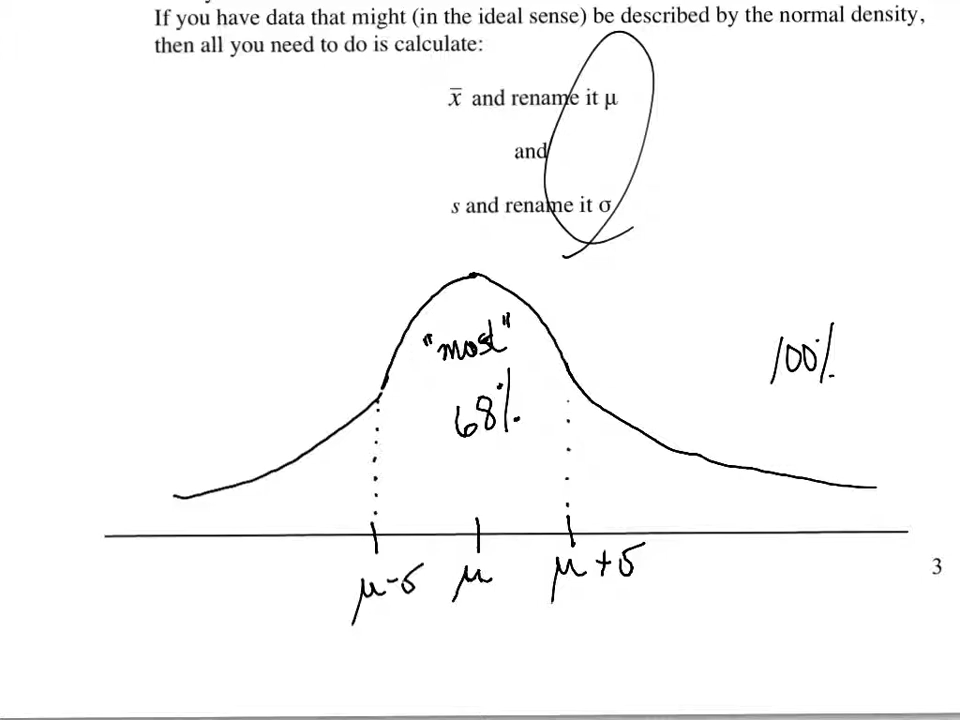 If you have data that might (in the ideal sense) be described by the normal density,
then all you need to do is calculate:
x̅ and rename it μ
and
s and rename it σ
"most"
68%
100%
μ-σ μ μ+σ
3